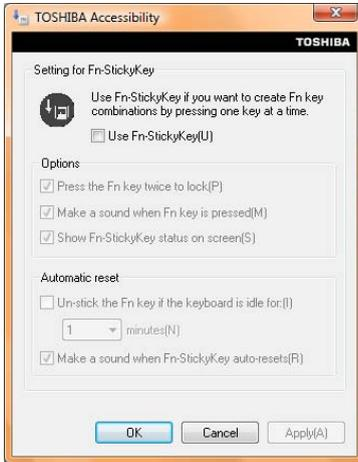 TOSHIBA Accessibility
TOSHIBA
Setting for Fn-StickyKey
Use Fn-StickyKey if you want to create Fn key
combinations by pressing one key at a time.
Use Fn-StickyKey(U)
Options
Press the Fn key twice to lock(P)
Make a sound when Fn key is pressed(M)
Show Fn-StickyKey status on screen(S)
Automatic reset
Un-stick the Fn key if the keyboard is idle for:(I)
1 minutes(N)
Make a sound when Fn-StickyKey auto-resets(R)
OK Cancel Apply(A)